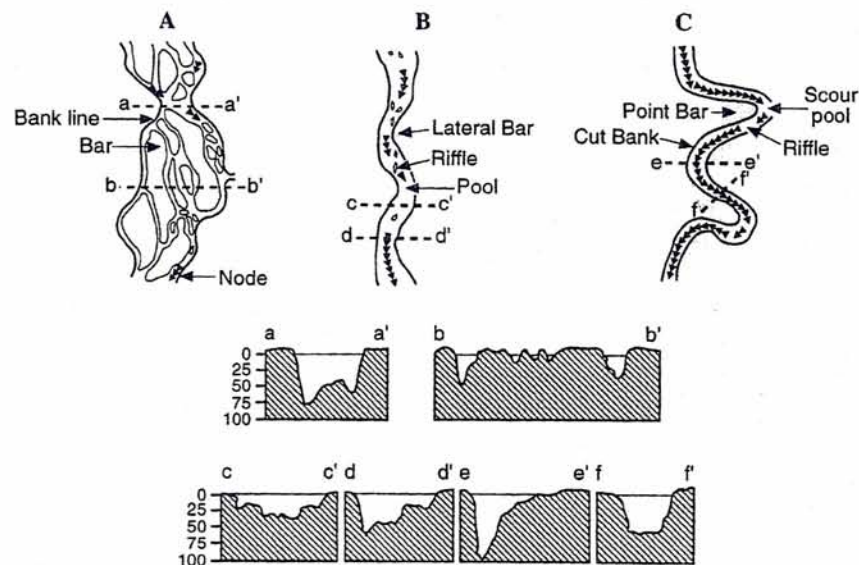 A
B
C
a
a'
Bank line
Bar
b
b'
Node
Lateral Bar
Riffle
Pool
c
c'
d
d'
Point Bar
Scour
pool
Cut Bank
Riffle
e
e'
f'
f
a a' b b'
0
25
50
75
100
c c' d d' e e' f f'
0
25
50
75
100